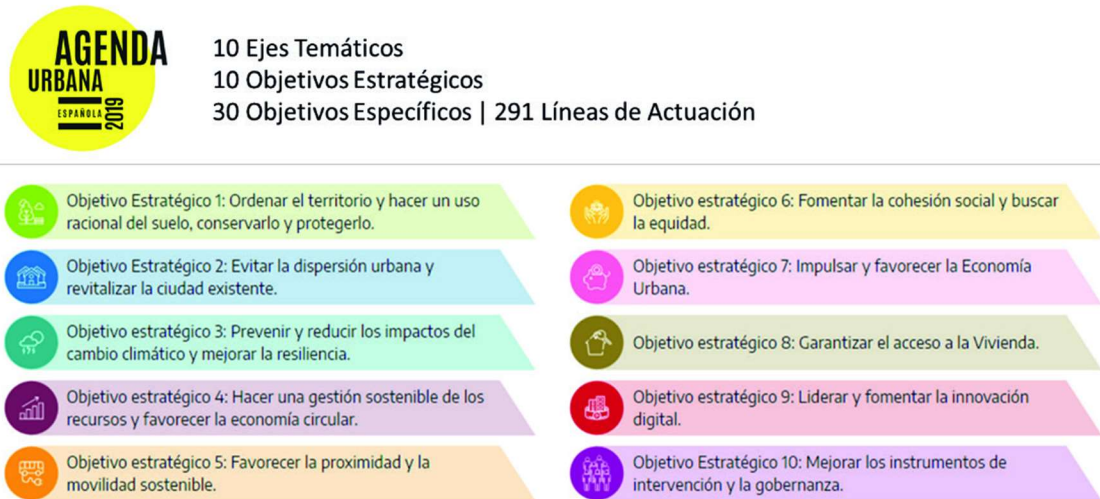 AGENDA
URBANA
ESPAÑOLA
2019
10 Ejes Temáticos
10 Objetivos Estratégicos
30 Objetivos Específicos | 291 Líneas de Actuación
Objetivo Estratégico 1: Ordenar el territorio y hacer un uso
racional del suelo, conservarlo y protegerlo.
Objetivo Estratégico 2: Evitar la dispersión urbana y
revitalizar la ciudad existente.
Objetivo estratégico 3: Prevenir y reducir los impactos del
cambio climático y mejorar la resiliencia.
Objetivo estratégico 4: Hacer una gestión sostenible de los
recursos y favorecer la economía circular.
Objetivo estratégico 5: Favorecer la proximidad y la
movilidad sostenible.
Objetivo estratégico 6: Fomentar la cohesión social y buscar
la equidad.
Objetivo estratégico 7: Impulsar y favorecer la Economía
Urbana.
Objetivo estratégico 8: Garantizar el acceso a la Vivienda.
Objetivo estratégico 9: Liderar y fomentar la innovación
digital.
Objetivo Estratégico 10: Mejorar los instrumentos de
intervención y la gobernanza.